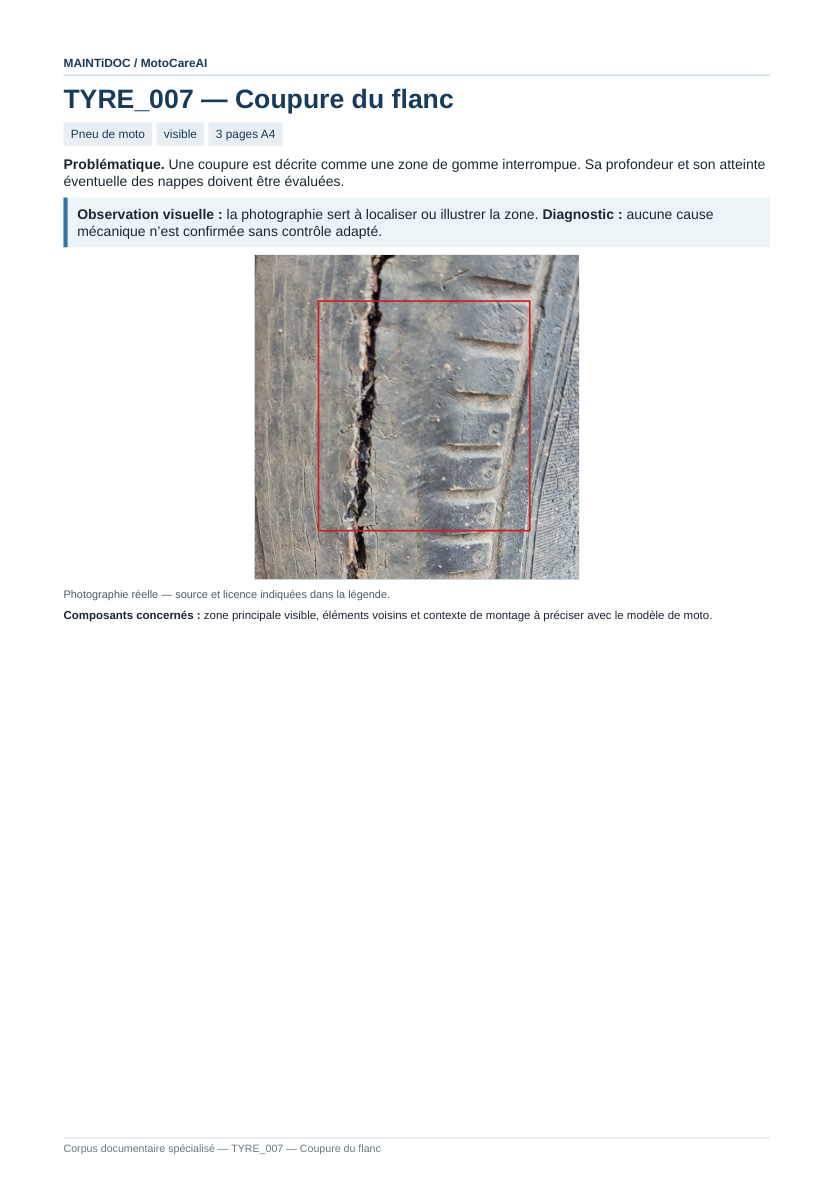 MAINTiDOC / MotoCareAI
TYRE_007 — Coupure du flanc
Pneu de moto visible 3 pages A4
Problématique. Une coupure est décrite comme une zone de gomme interrompue. Sa profondeur et son atteinte
éventuelle des nappes doivent être évaluées.
Observation visuelle : la photographie sert à localiser ou illustrer la zone. Diagnostic : aucune cause
mécanique n’est confirmée sans contrôle adapté.
Photographie réelle — source et licence indiquées dans la légende.
Composants concernés : zone principale visible, éléments voisins et contexte de montage à préciser avec le modèle de moto.
Corpus documentaire spécialisé — TYRE_007 — Coupure du flanc